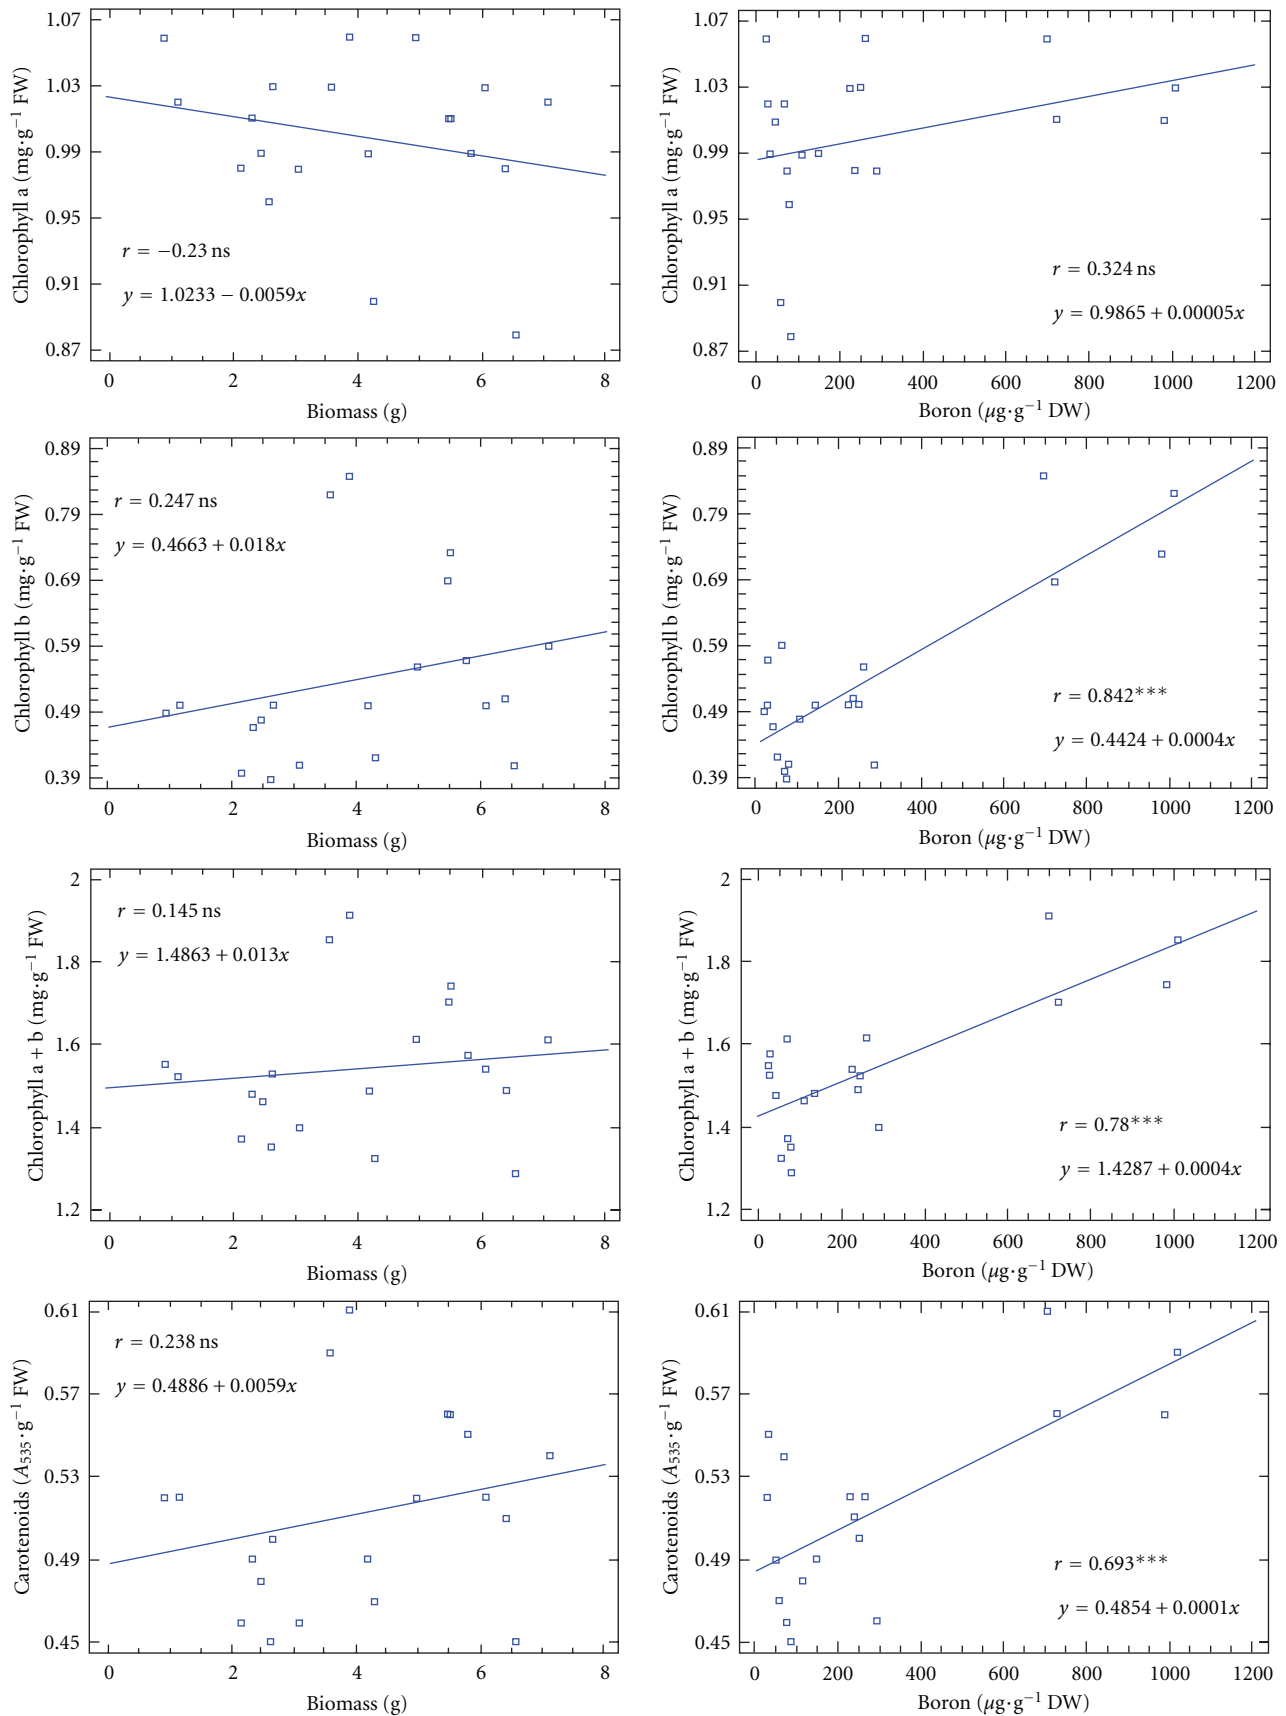 1.07
1.03
0.99
0.95
0.91
0.87
Chlorophyll a (mg·g⁻¹ FW)
r = −0.23 ns
y = 1.0233 − 0.0059x
0 2 4 6 8
Biomass (g)
1.07
1.03
0.99
0.95
0.91
0.87
Chlorophyll a (mg·g⁻¹ FW)
r = 0.324 ns
y = 0.9865 + 0.00005x
0 200 400 600 800 1000 1200
Boron (μg·g⁻¹ DW)
0.89
0.79
0.69
0.59
0.49
0.39
Chlorophyll b (mg·g⁻¹ FW)
r = 0.247 ns
y = 0.4663 + 0.018x
0 2 4 6 8
Biomass (g)
0.89
0.79
0.69
0.59
0.49
0.39
Chlorophyll b (mg·g⁻¹ FW)
r = 0.842***
y = 0.4424 + 0.0004x
0 200 400 600 800 1000 1200
Boron (μg·g⁻¹ DW)
2
1.8
1.6
1.4
1.2
Chlorophyll a + b (mg·g⁻¹ FW)
r = 0.145 ns
y = 1.4863 + 0.013x
0 2 4 6 8
Biomass (g)
2
1.8
1.6
1.4
1.2
Chlorophyll a + b (mg·g⁻¹ FW)
r = 0.78***
y = 1.4287 + 0.0004x
0 200 400 600 800 1000 1200
Boron (μg·g⁻¹ DW)
0.61
0.57
0.53
0.49
0.45
Carotenoids (A₅₃₅·g⁻¹ FW)
r = 0.238 ns
y = 0.4886 + 0.0059x
0 2 4 6 8
Biomass (g)
0.61
0.57
0.53
0.49
0.45
Carotenoids (A₅₃₅·g⁻¹ FW)
r = 0.693***
y = 0.4854 + 0.0001x
0 200 400 600 800 1000 1200
Boron (μg·g⁻¹ DW)